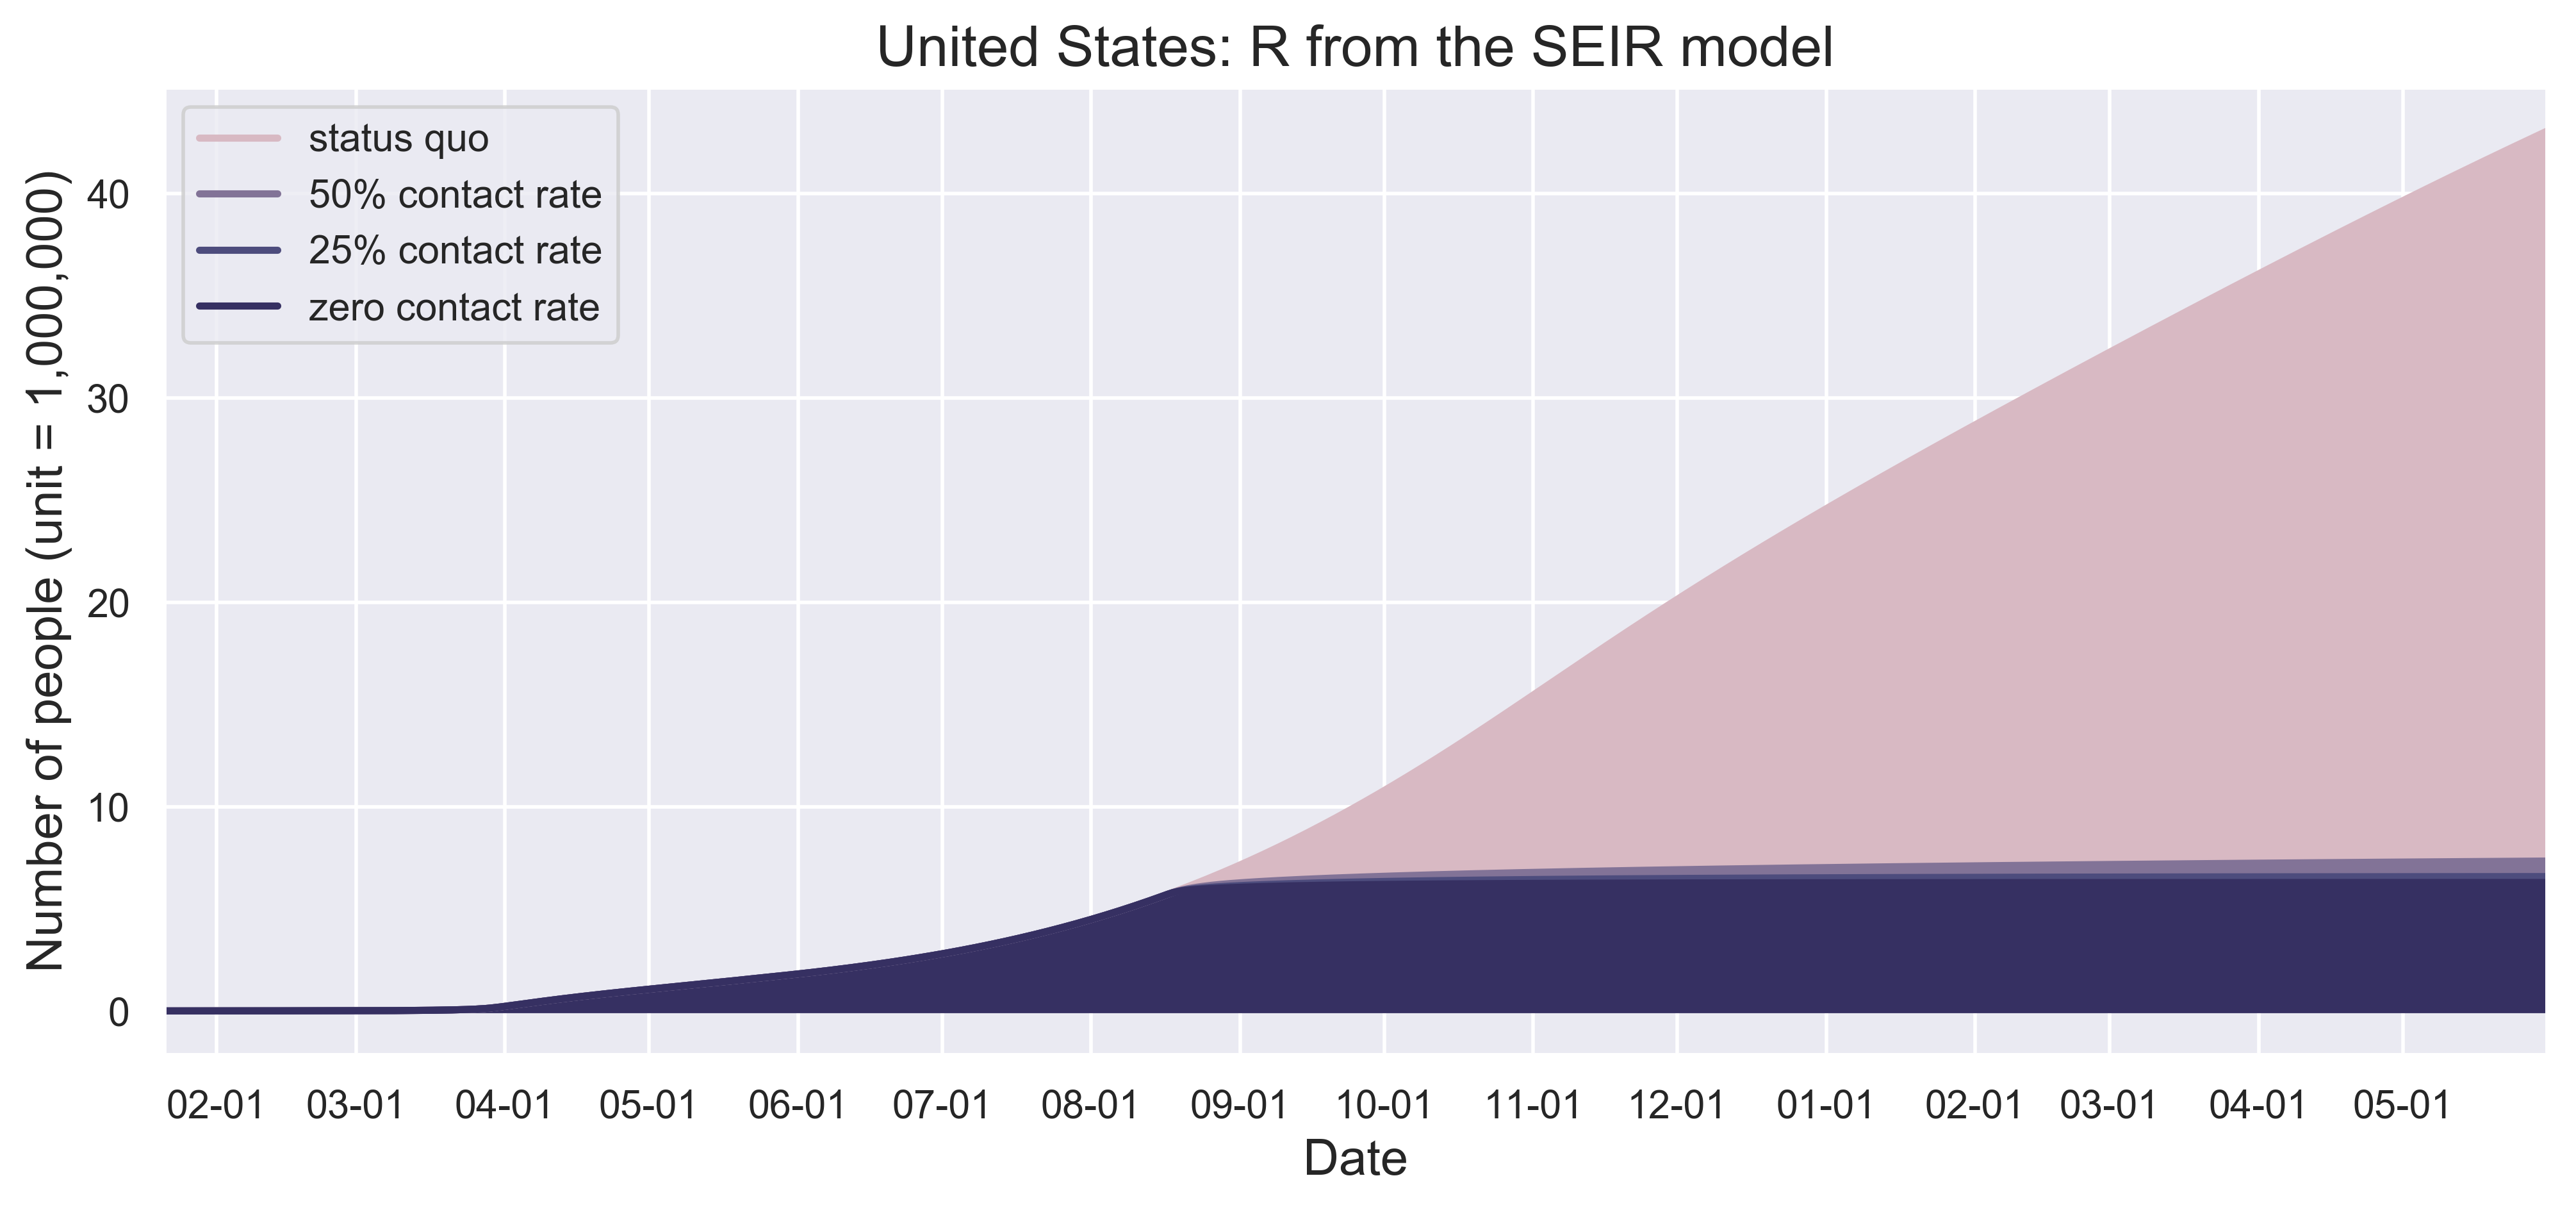 United States: R from the SEIR model
status quo
50% contact rate
25% contact rate
zero contact rate
Number of people (unit = 1,000,000)
40
30
20
10
0
02-01 03-01 04-01 05-01 06-01 07-01 08-01 09-01 10-01 11-01 12-01 01-01 02-01 03-01 04-01 05-01
Date